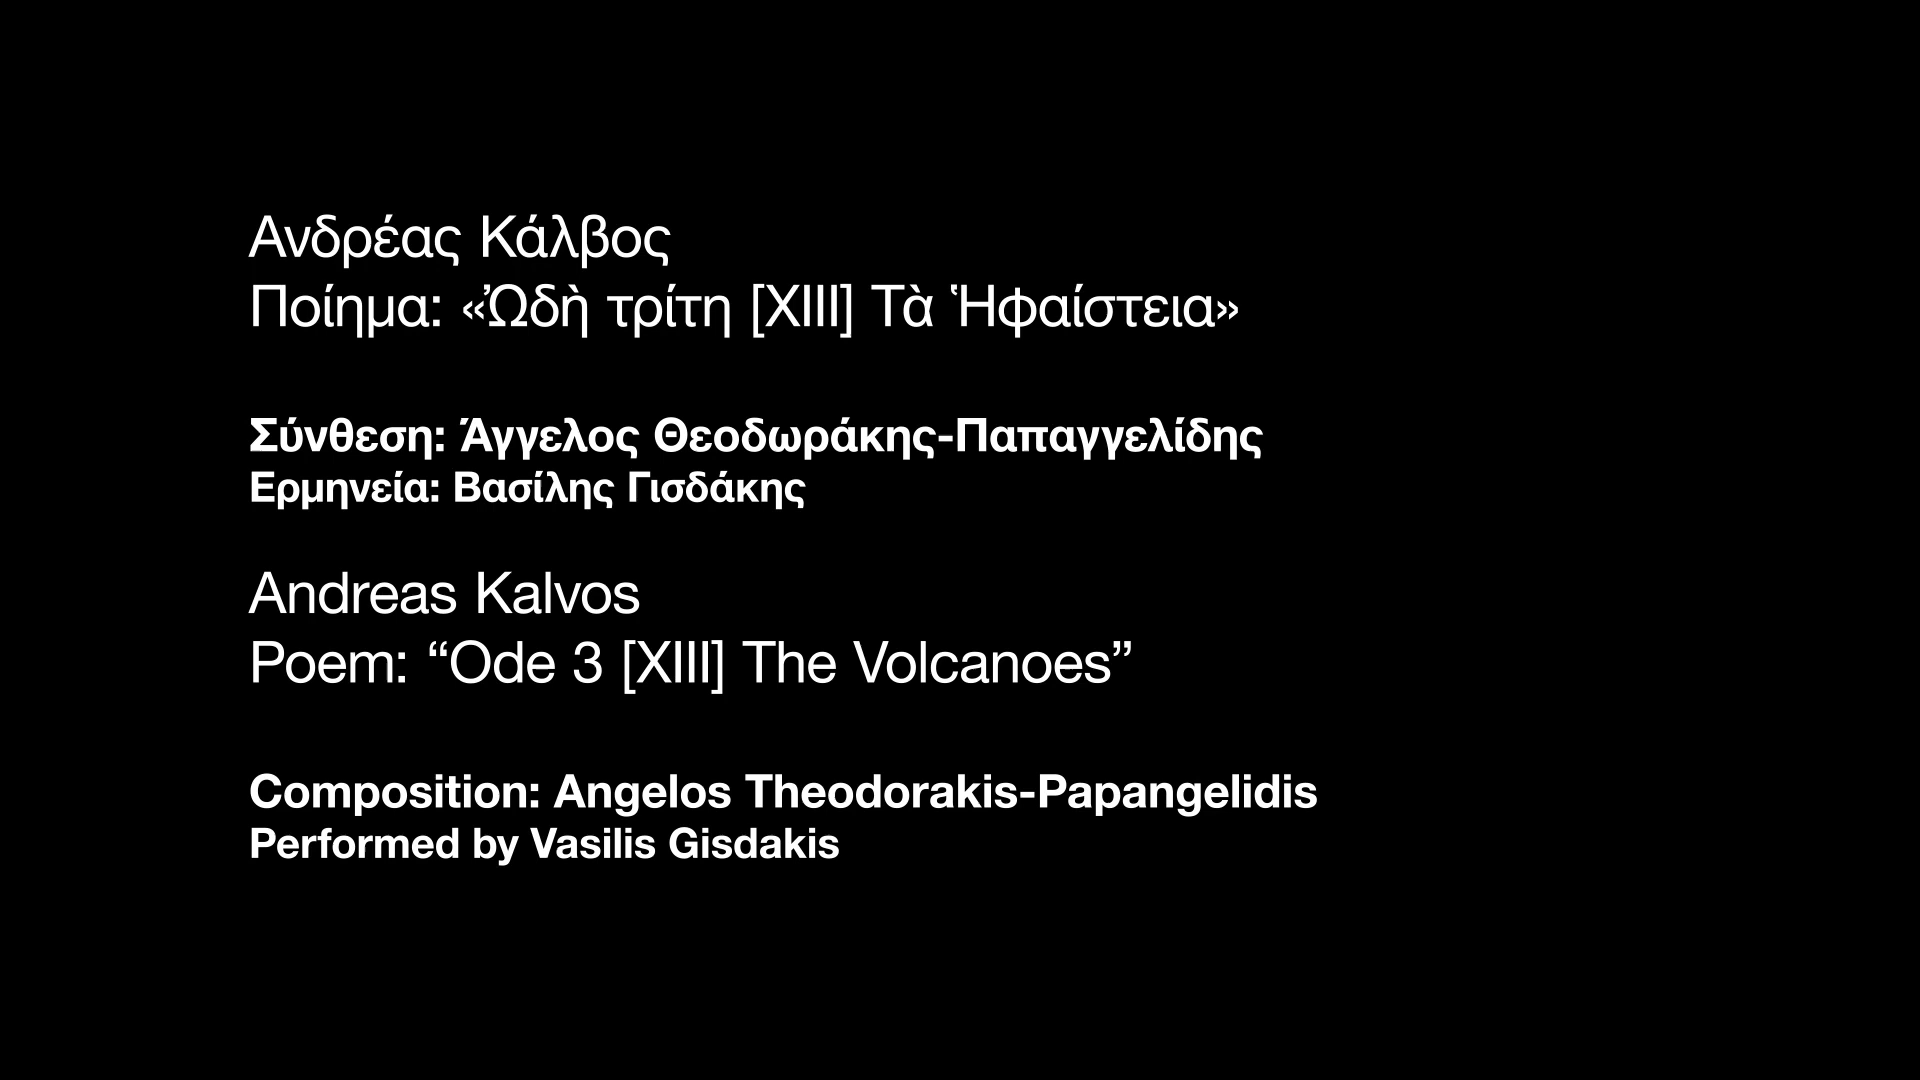 Ανδρέας Κάλβος
Ποίημα: «Ὠδὴ τρίτη [XIII] Τὰ Ἡφαίστεια»
Σύνθεση: Άγγελος Θεοδωράκης-Παπαγγελίδης
Ερμηνεία: Βασίλης Γισδάκης
Andreas Kalvos
Poem: “Ode 3 [XIII] The Volcanoes”
Composition: Angelos Theodorakis-Papangelidis
Performed by Vasilis Gisdakis